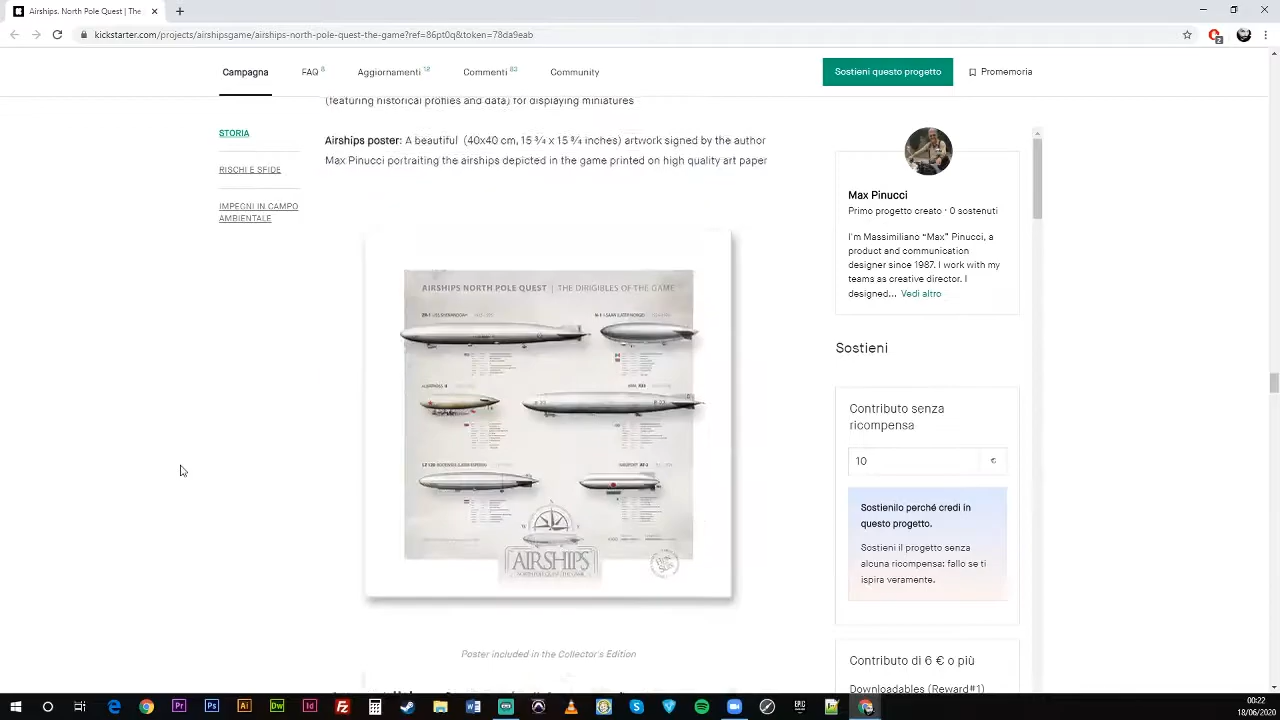 Airships. North Pole Quest | The
kickstarter.com/projects/airshipsgame/airships-north-pole-quest-the-game?ref=86pt0q&token=78da9eab
Campagna
FAQ 6
Aggiornamenti 12
Commenti 83
Community
Sostieni questo progetto
Promemoria
STORIA
RISCHI E SFIDE
IMPEGNI IN CAMPO
AMBIENTALE
(featuring historical profiles and data) for displaying miniatures
Airships poster: A beautiful (40x40 cm, 15 ¾ x 15 ¾ inches) artwork signed by the author
Max Pinucci portraiting the airships depicted in the game printed on high quality art paper
AIRSHIPS NORTH POLE QUEST | THE DIRIGIBLES OF THE GAME
AIRSHIPS
Poster included in the Collector's Edition
Max Pinucci
Primo progetto creato · 0 sostenuti
I'm Massimiliano "Max" Pinucci, a
product and communication
designer since 1987. I work with my
teams as creative director. I
designed... Vedi altro
Sostieni
Contributo senza
ricompensa
10 €
Sostienilo perché credi in
questo progetto.
Sostieni il progetto senza
alcuna ricompensa: fallo se ti
ispira veramente.
Contributo di 6 € o più
Downloadables (Reward#1)
00:22
18/06/2020